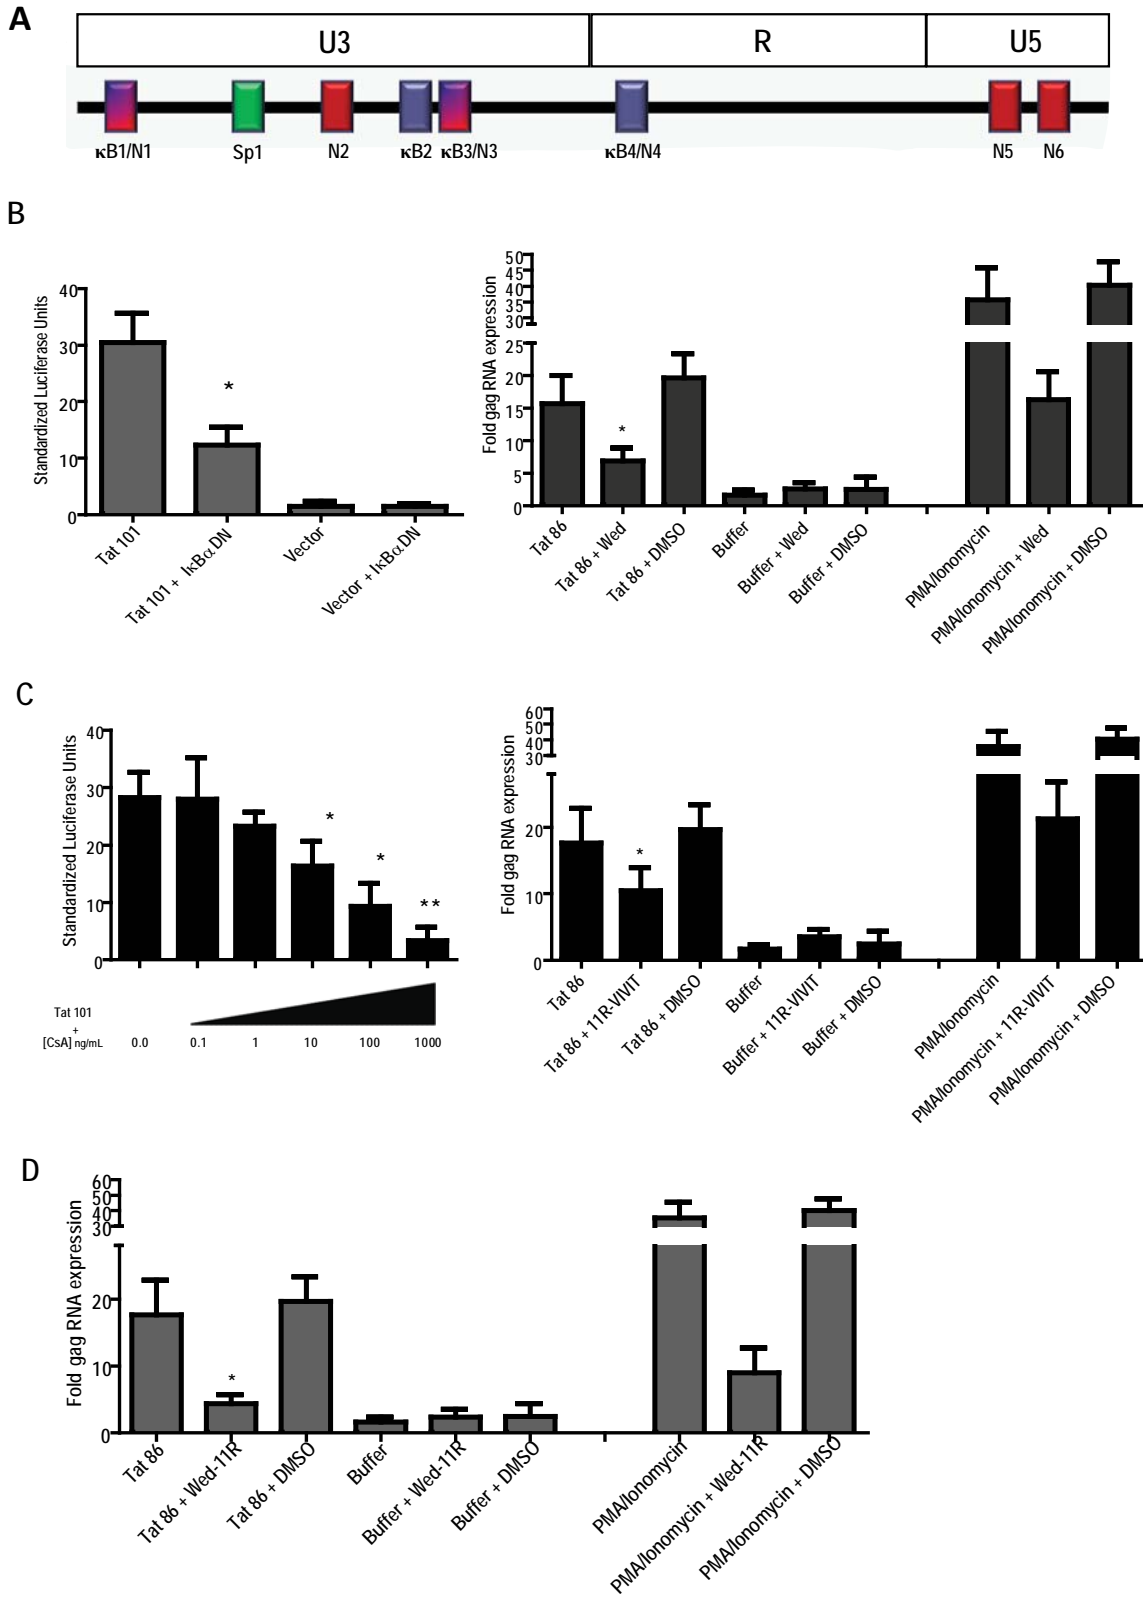 A
U3 R U5
κB1/N1 Sp1 N2 κB2 κB3/N3 κB4/N4 N5 N6
B
Standardized Luciferase Units
40
30
20
10
0
Tat 101
Tat 101 + IκBαDN
Vector
Vector + IκBαDN
*
Fold gag RNA expression
50
45
40
35
30
25
20
15
10
5
0
*
Tat 86
Tat 86 + Wed
Tat 86 + DMSO
Buffer
Buffer + Wed
Buffer + DMSO
PMA/Ionomycin
PMA/Ionomycin + Wed
PMA/Ionomycin + DMSO
C
Standardized Luciferase Units
40
30
20
10
0
*
*
**
Tat 101
+
[CsA] ng/mL 0.0 0.1 1 10 100 1000
Fold gag RNA expression
60
50
40
30
20
10
0
*
Tat 86
Tat 86 + 11R-VIVIT
Tat 86 + DMSO
Buffer
Buffer + 11R-VIVIT
Buffer + DMSO
PMA/Ionomycin
PMA/Ionomycin + 11R-VIVIT
PMA/Ionomycin + DMSO
D
Fold gag RNA expression
60
50
40
30
20
10
0
*
Tat 86
Tat 86 + Wed-11R
Tat 86 + DMSO
Buffer
Buffer + Wed-11R
Buffer + DMSO
PMA/Ionomycin
PMA/Ionomycin + Wed-11R
PMA/Ionomycin + DMSO